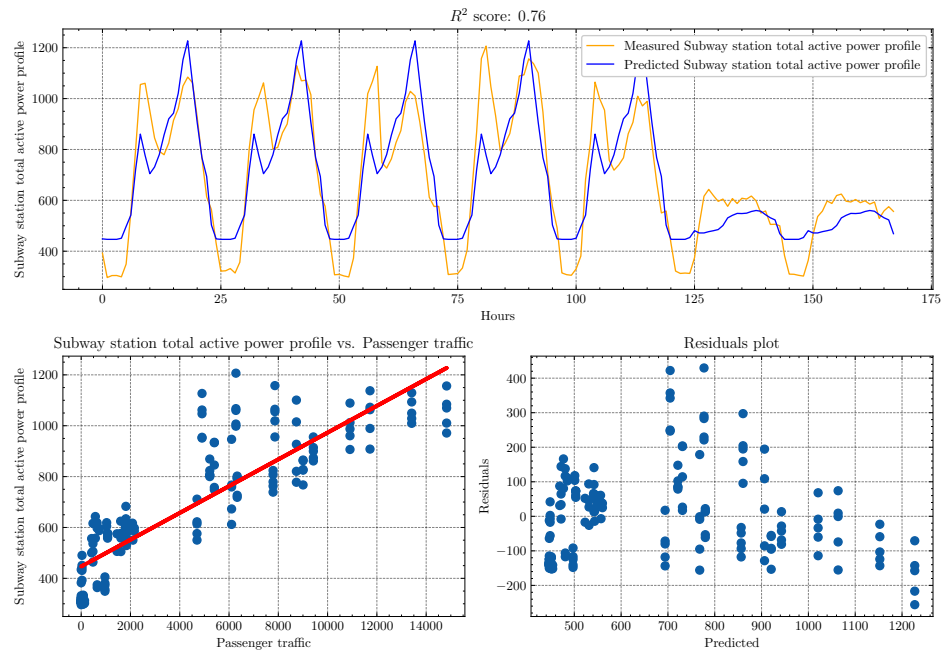 R² score: 0.76
Subway station total active power profile
1200
1000
800
600
400
Measured Subway station total active power profile
Predicted Subway station total active power profile
0 25 50 75 100 125 150 175
Hours
Subway station total active power profile vs. Passenger traffic
Subway station total active power profile
1200
1000
800
600
400
0 2000 4000 6000 8000 10000 12000 14000
Passenger traffic
Residuals plot
Residuals
400
300
200
100
0
−100
−200
500 600 700 800 900 1000 1100 1200
Predicted